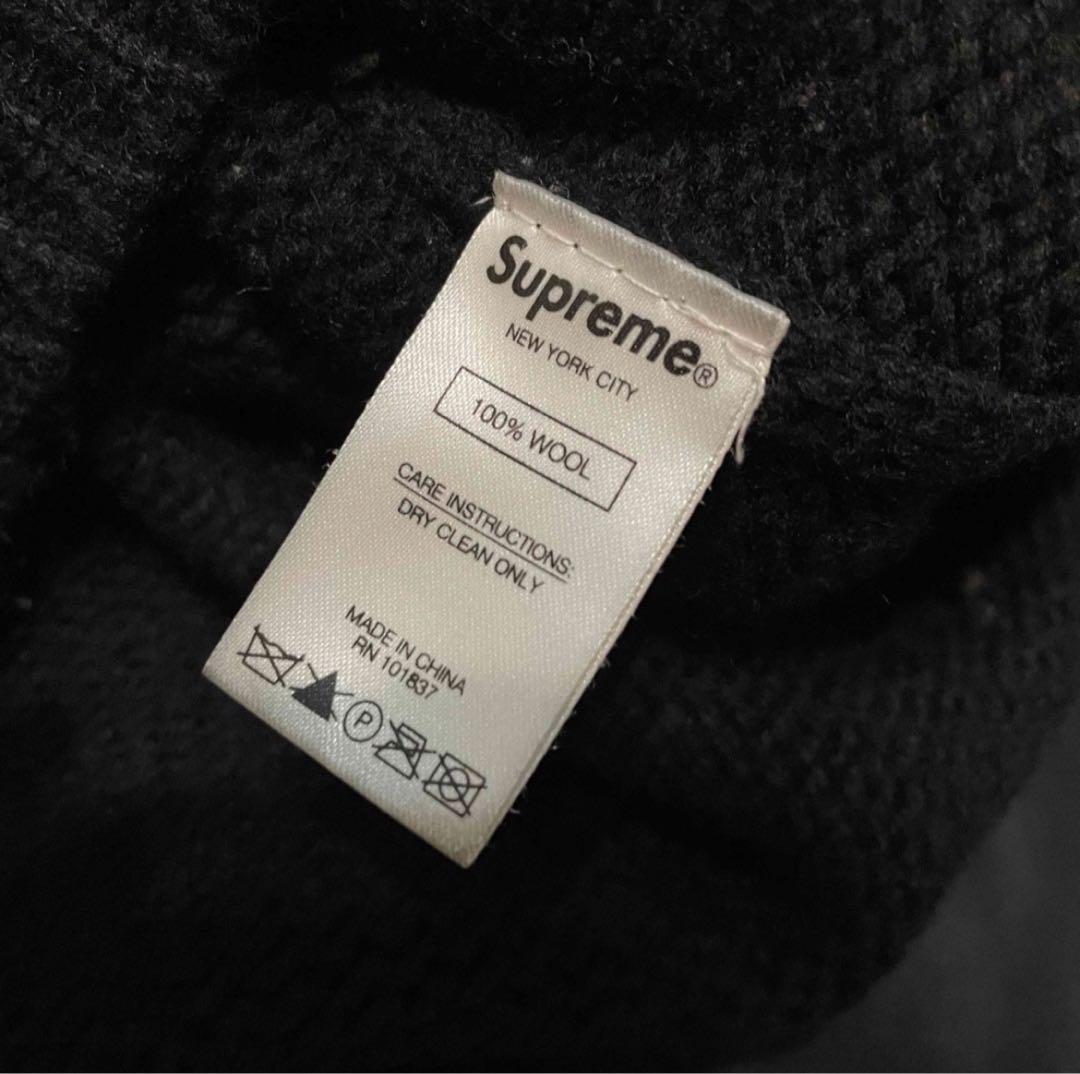 Supreme®
NEW YORK CITY
100% WOOL
CARE INSTRUCTIONS:
DRY CLEAN ONLY
MADE IN CHINA
RN 101837
P